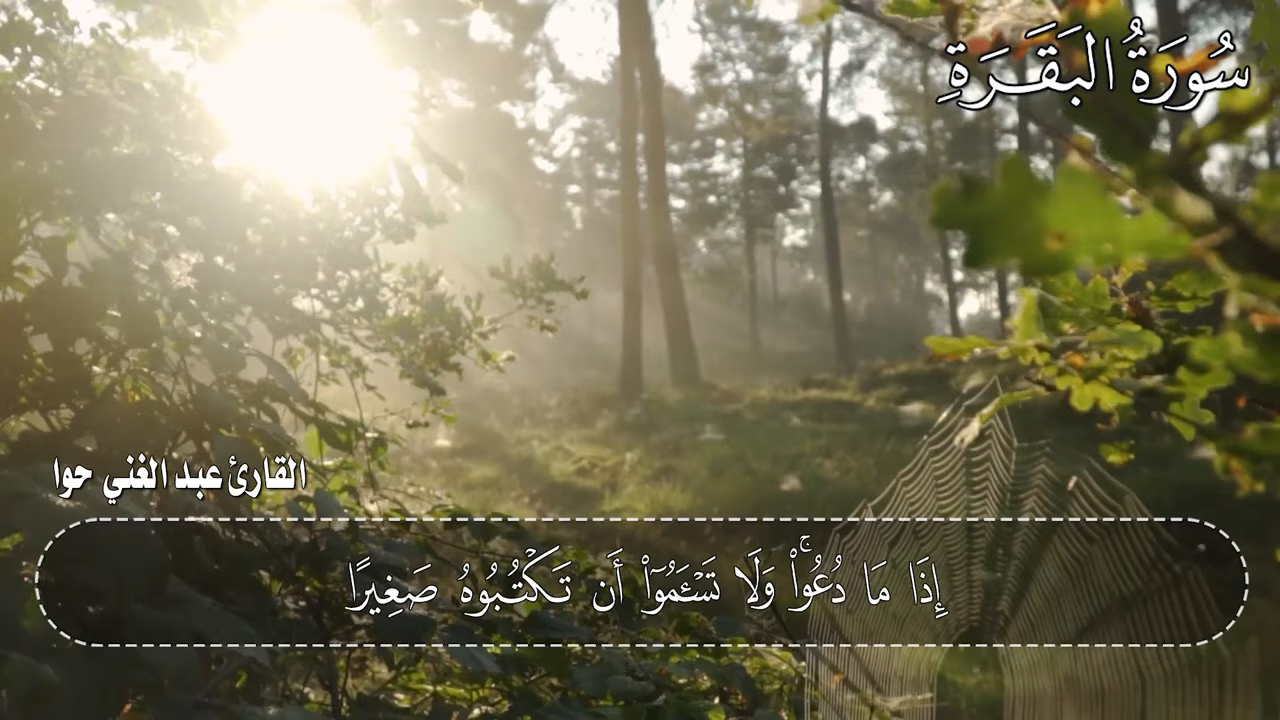 سُورَةُ البَقَرَةِ
القارئ عبد الغني حوا
إِذَا مَا دُعُوا۟ۚ وَلَا تَسْـَٔمُوٓا۟ أَن تَكْتُبُوهُ صَغِيرًا